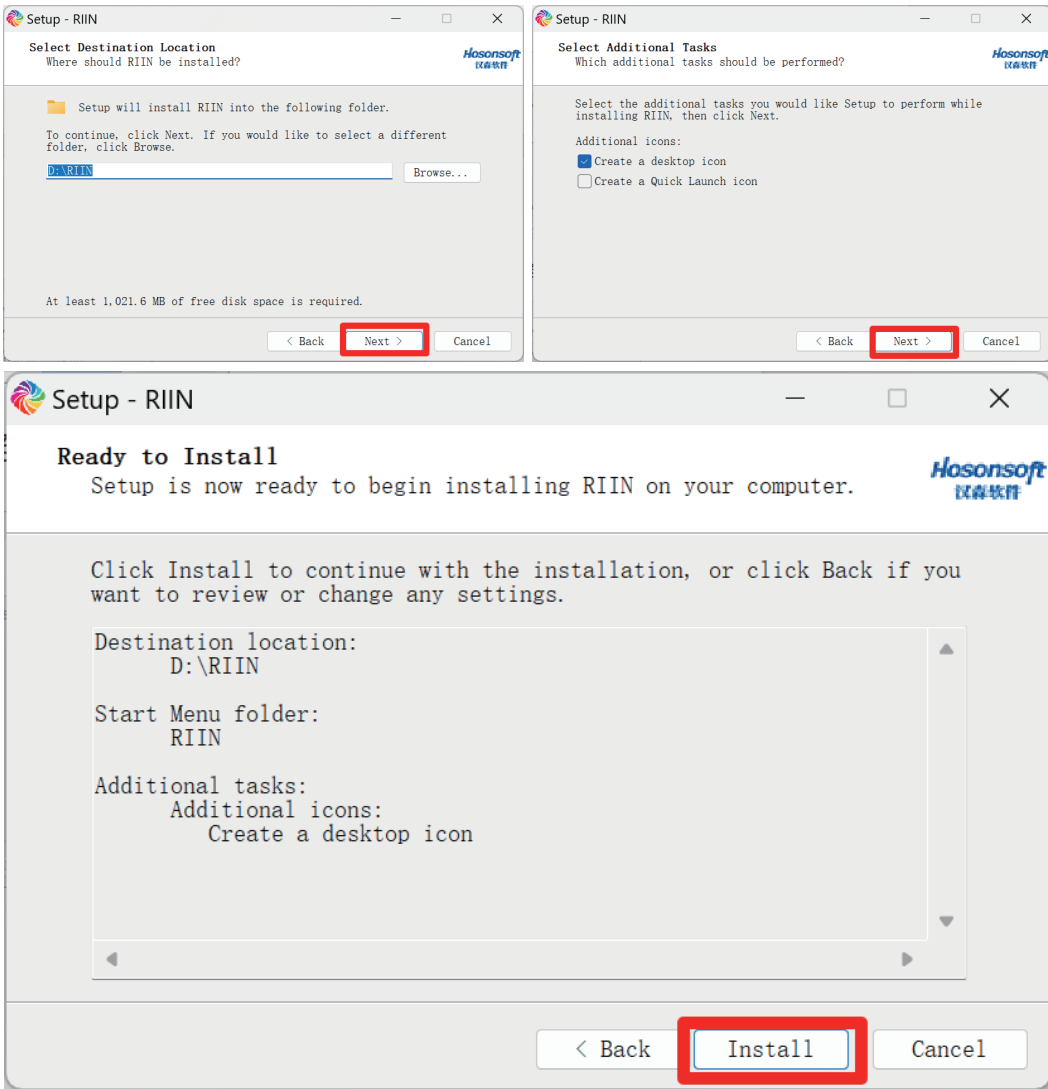 Setup - RIIN
Select Destination Location
Where should RIIN be installed?
Hosonsoft
汉森软件
Setup will install RIIN into the following folder.
To continue, click Next. If you would like to select a different
folder, click Browse.
D:\RIIN
Browse...
At least 1,021.6 MB of free disk space is required.
< Back
Next >
Cancel
Setup - RIIN
Select Additional Tasks
Which additional tasks should be performed?
Hosonsoft
汉森软件
Select the additional tasks you would like Setup to perform while
installing RIIN, then click Next.
Additional icons:
Create a desktop icon
Create a Quick Launch icon
< Back
Next >
Cancel
Setup - RIIN
Ready to Install
Setup is now ready to begin installing RIIN on your computer.
Hosonsoft
汉森软件
Click Install to continue with the installation, or click Back if you
want to review or change any settings.
Destination location:
D:\RIIN
Start Menu folder:
RIIN
Additional tasks:
Additional icons:
Create a desktop icon
< Back
Install
Cancel